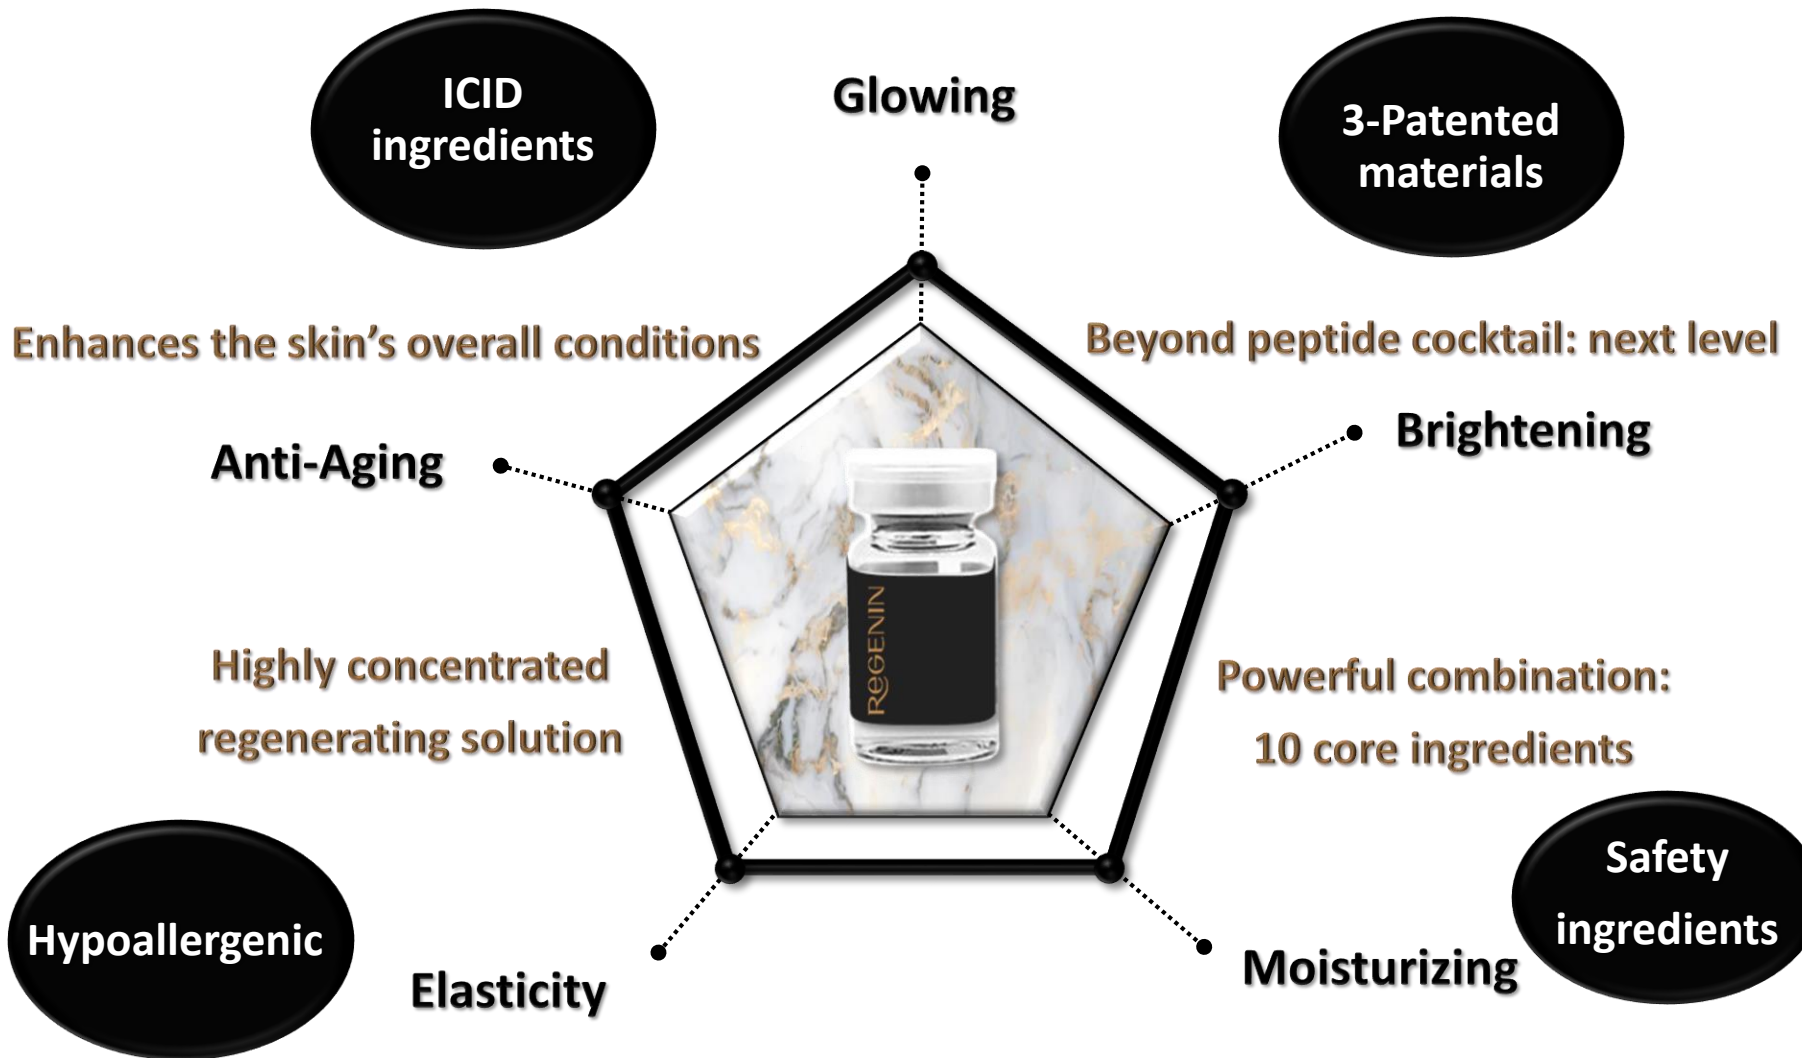 ICID
ingredients
Glowing
3-Patented
materials
Enhances the skin’s overall conditions
Beyond peptide cocktail: next level
Anti-Aging
Brightening
REGENIN
Highly concentrated
regenerating solution
Powerful combination:
10 core ingredients
Hypoallergenic
Elasticity
Moisturizing
Safety
ingredients